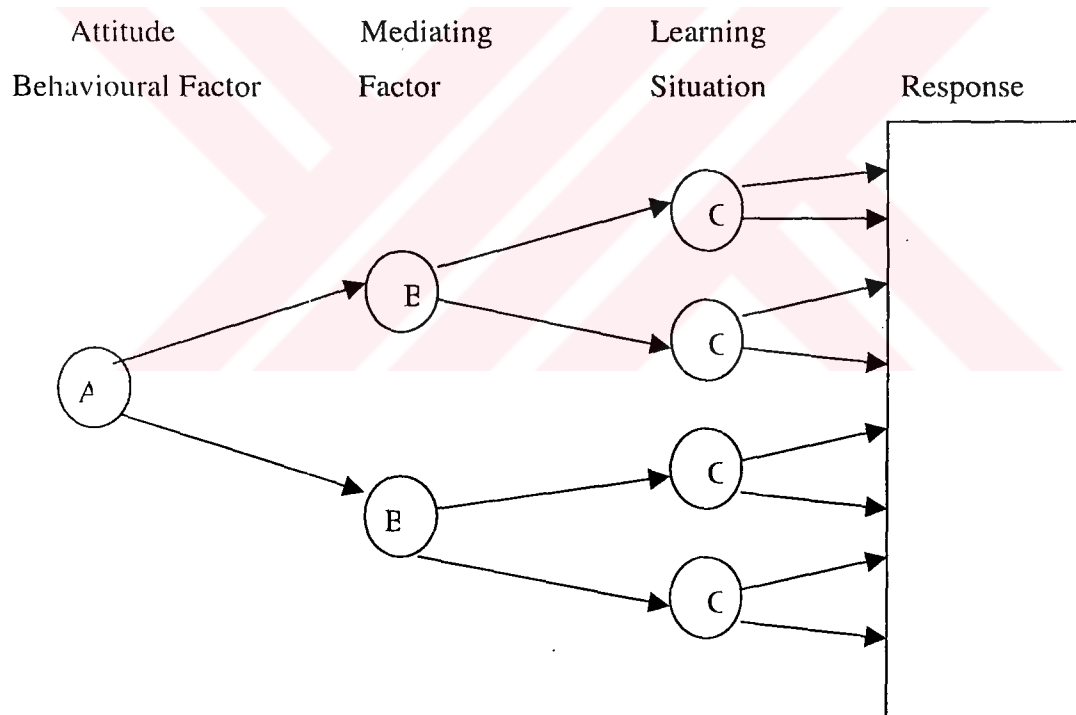 Attitude
Behavioural Factor
Mediating
Factor
Learning
Situation
Response
A
B
B
C
C
C
C